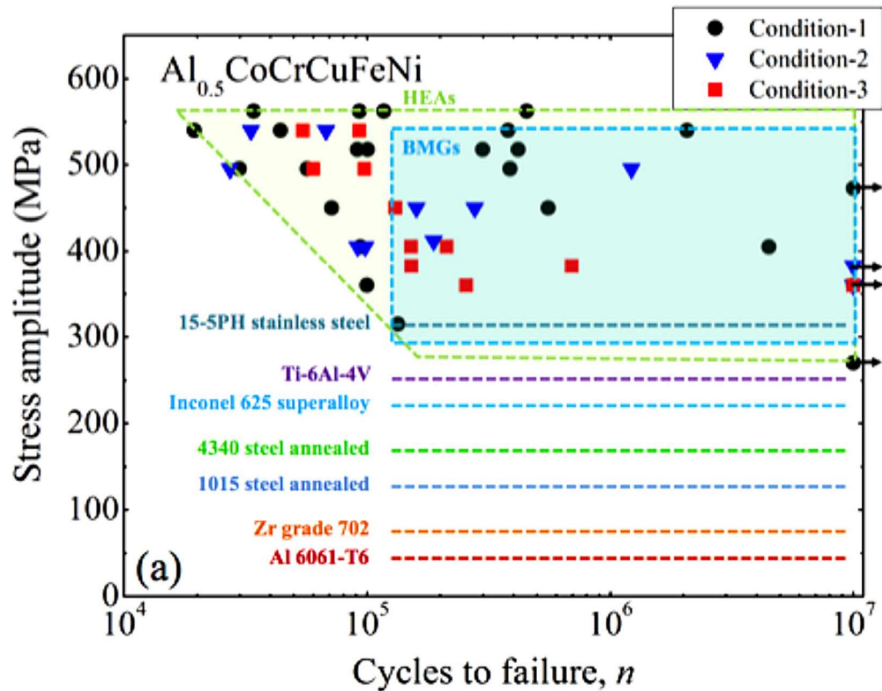 Condition-1
Condition-2
Condition-3
Al0.5CoCrCuFeNi
HEAs
BMGs
15-5PH stainless steel
Ti-6Al-4V
Inconel 625 superalloy
4340 steel annealed
1015 steel annealed
Zr grade 702
Al 6061-T6
(a)
Stress amplitude (MPa)
600
500
400
300
200
100
0
10^4
10^5
10^6
10^7
Cycles to failure, n